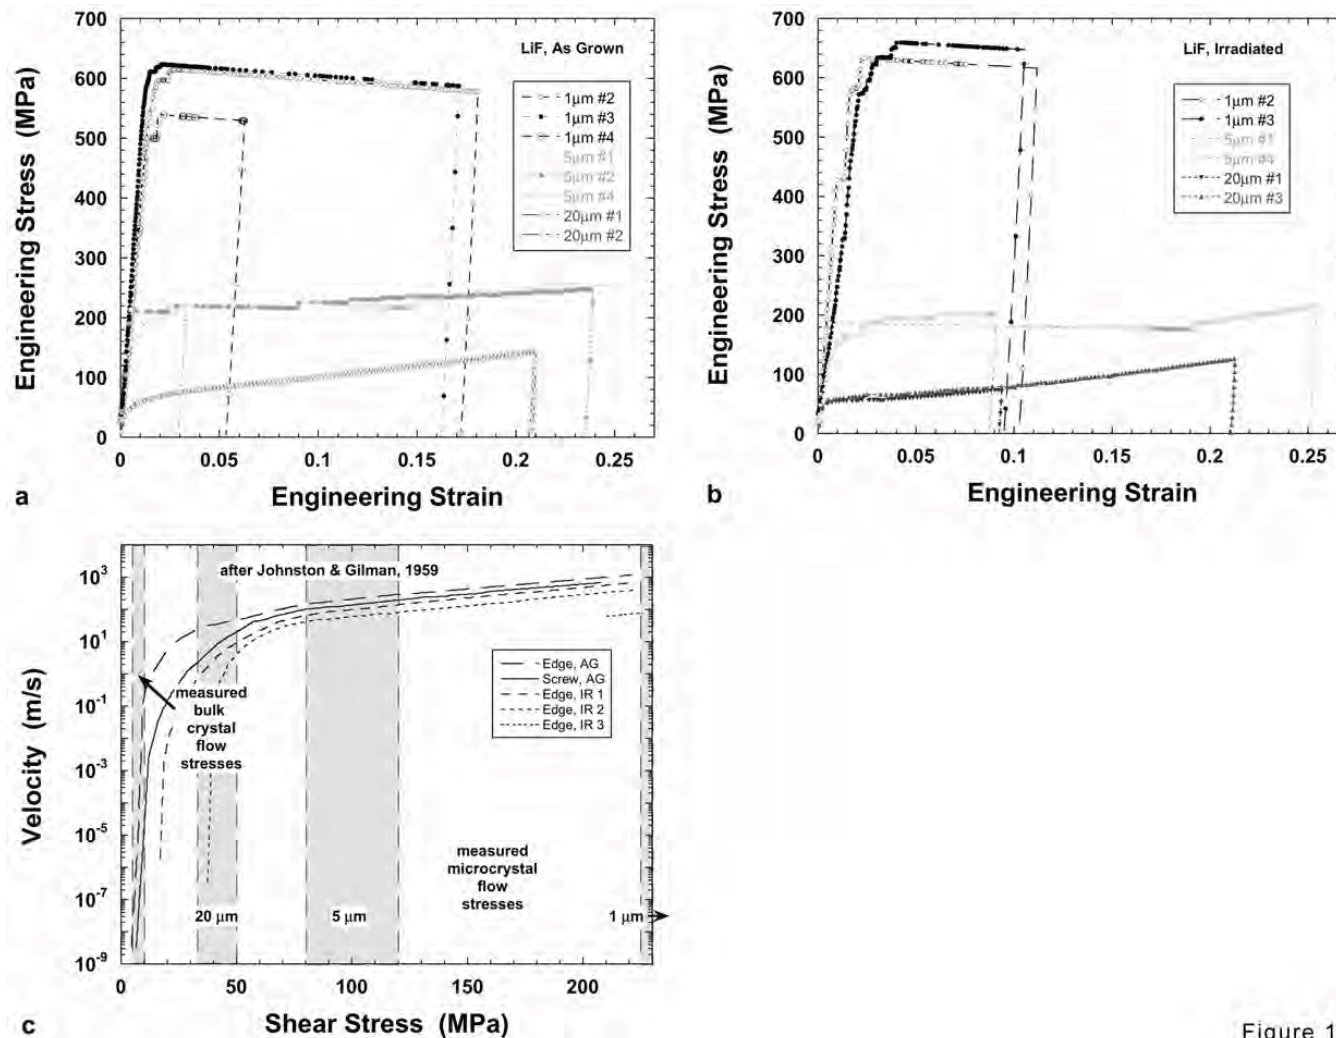 700
600
500
400
300
200
100
0
Engineering Stress (MPa)
LiF, As Grown
1μm #2
1μm #3
1μm #4
5μm #1
5μm #2
5μm #4
20μm #1
20μm #2
0 0.05 0.1 0.15 0.2 0.25
a
Engineering Strain
700
600
500
400
300
200
100
0
Engineering Stress (MPa)
LiF, Irradiated
1μm #2
1μm #3
5μm #1
5μm #4
20μm #1
20μm #3
0 0.05 0.1 0.15 0.2 0.25
b
Engineering Strain
10³
10¹
10⁻¹
10⁻³
10⁻⁵
10⁻⁷
10⁻⁹
Velocity (m/s)
after Johnston & Gilman, 1959
Edge, AG
Screw, AG
Edge, IR 1
Edge, IR 2
Edge, IR 3
measured
bulk
crystal
flow
stresses
measured
microcrystal
flow
stresses
20 μm
5 μm
1 μm
0 50 100 150 200
c
Shear Stress (MPa)
Figure 1